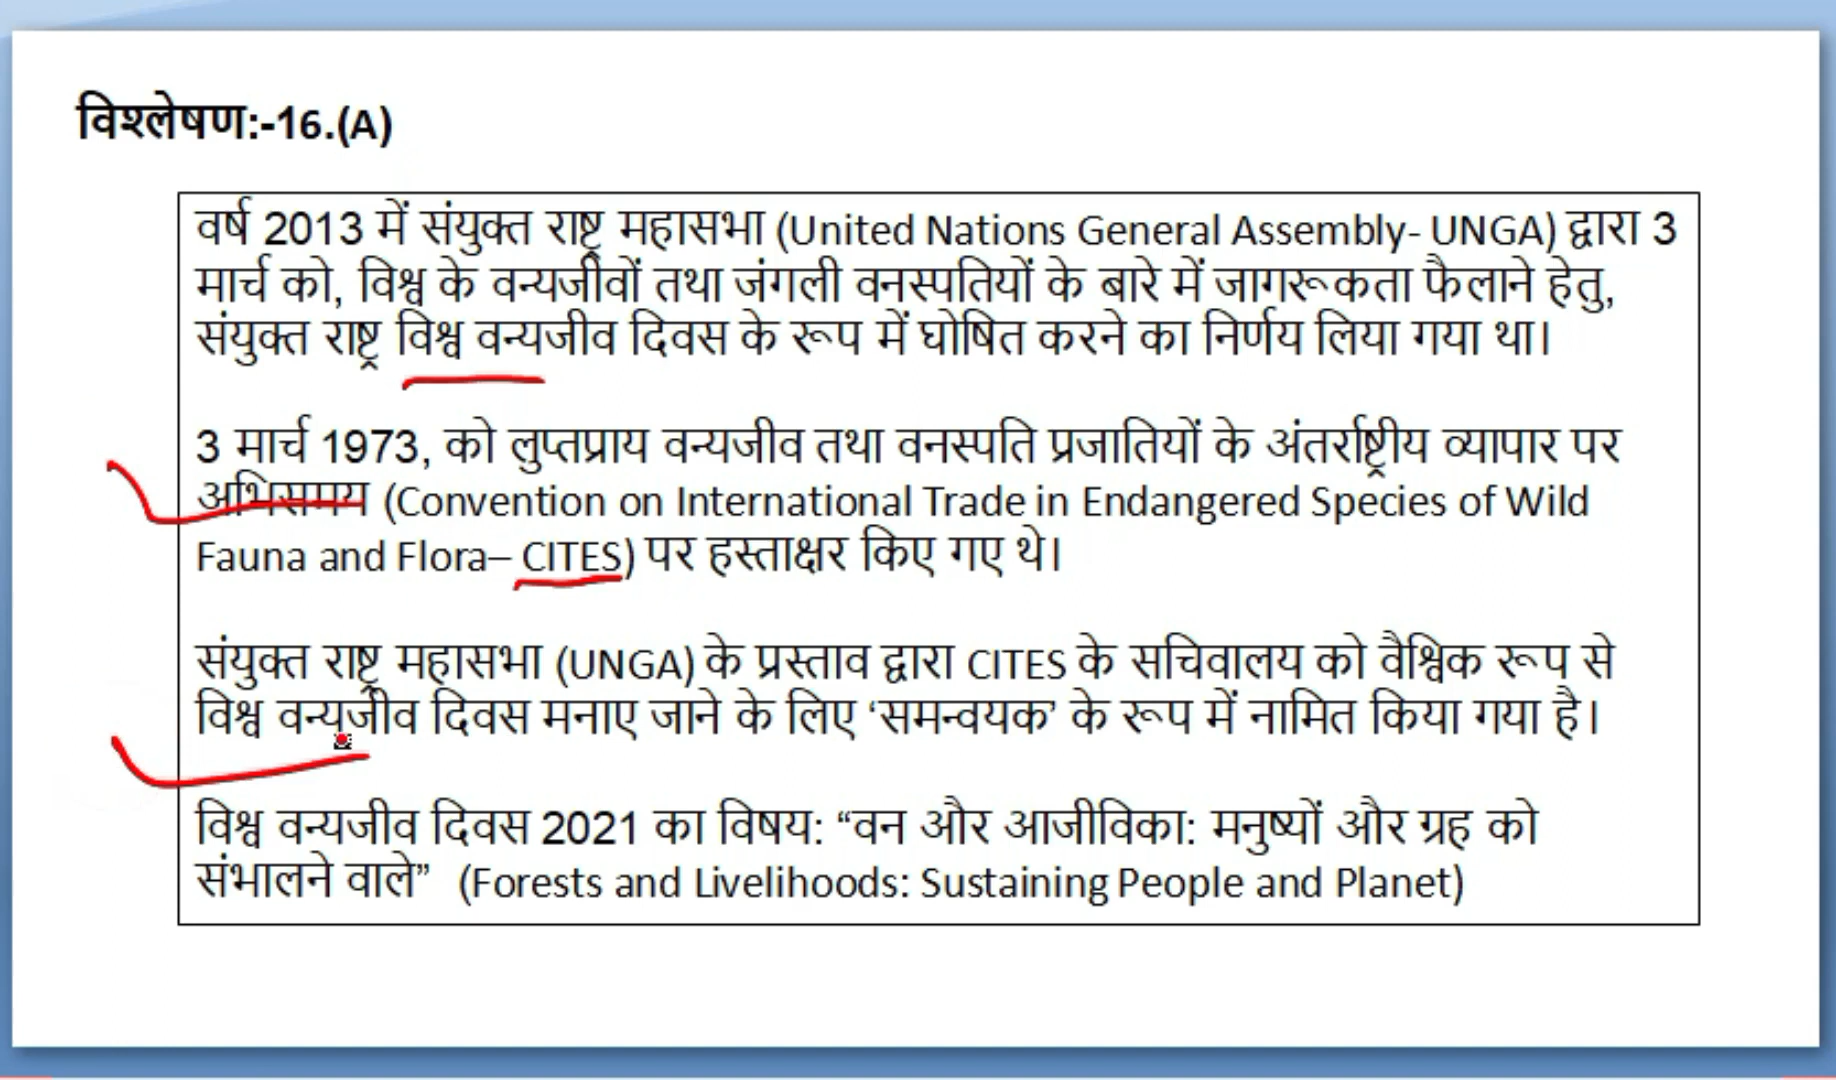 विश्लेषण:-16.(A)
वर्ष 2013 में संयुक्त राष्ट्र महासभा (United Nations General Assembly- UNGA) द्वारा 3
मार्च को, विश्व के वन्यजीवों तथा जंगली वनस्पतियों के बारे में जागरूकता फैलाने हेतु,
संयुक्त राष्ट्र विश्व वन्यजीव दिवस के रूप में घोषित करने का निर्णय लिया गया था।
3 मार्च 1973, को लुप्तप्राय वन्यजीव तथा वनस्पति प्रजातियों के अंतर्राष्ट्रीय व्यापार पर
अभिसमय (Convention on International Trade in Endangered Species of Wild
Fauna and Flora– CITES) पर हस्ताक्षर किए गए थे।
संयुक्त राष्ट्र महासभा (UNGA) के प्रस्ताव द्वारा CITES के सचिवालय को वैश्विक रूप से
विश्व वन्यजीव दिवस मनाए जाने के लिए ‘समन्वयक’ के रूप में नामित किया गया है।
विश्व वन्यजीव दिवस 2021 का विषय: “वन और आजीविका: मनुष्यों और ग्रह को
संभालने वाले” (Forests and Livelihoods: Sustaining People and Planet)